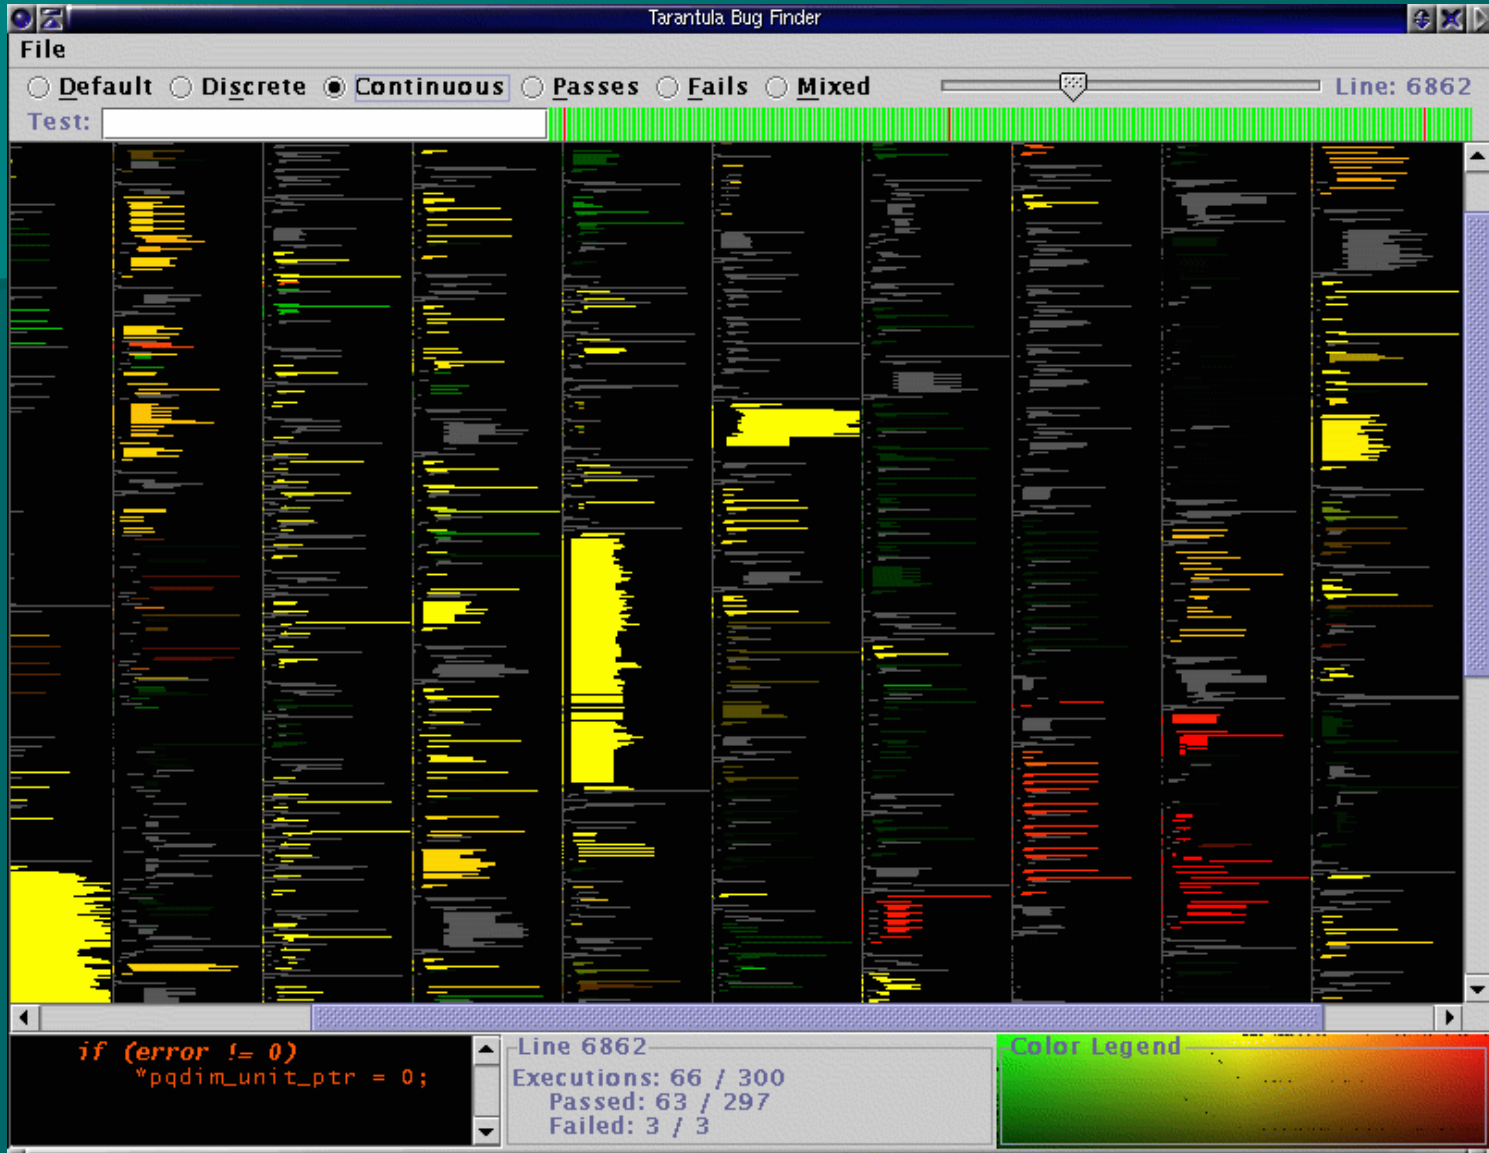 Tarantula Bug Finder
File
Default Discrete Continuous Passes Fails Mixed Line: 6862
Test:
if (error != 0)
*pqdim_unit_ptr = 0;
Line 6862
Executions: 66 / 300
Passed: 63 / 297
Failed: 3 / 3
Color Legend